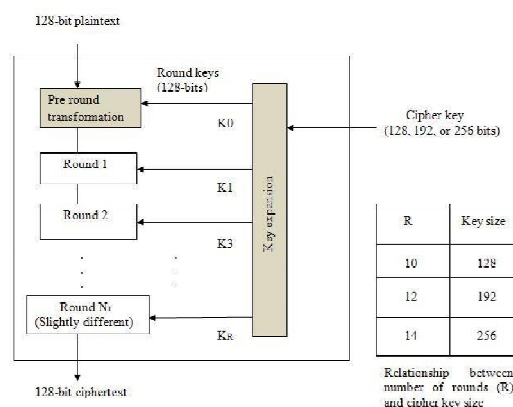 128-bit plaintext
Round keys
(128-bits)
Pre round
transformation
K0
Cipher key
(128, 192, or 256 bits)
Round 1
K1
Key expansion
Round 2
K3
R Key size
10 128
12 192
14 256
Round Nr
(Slightly different)
KR
128-bit ciphertest
Relationship between
number of rounds (R)
and cipher key size